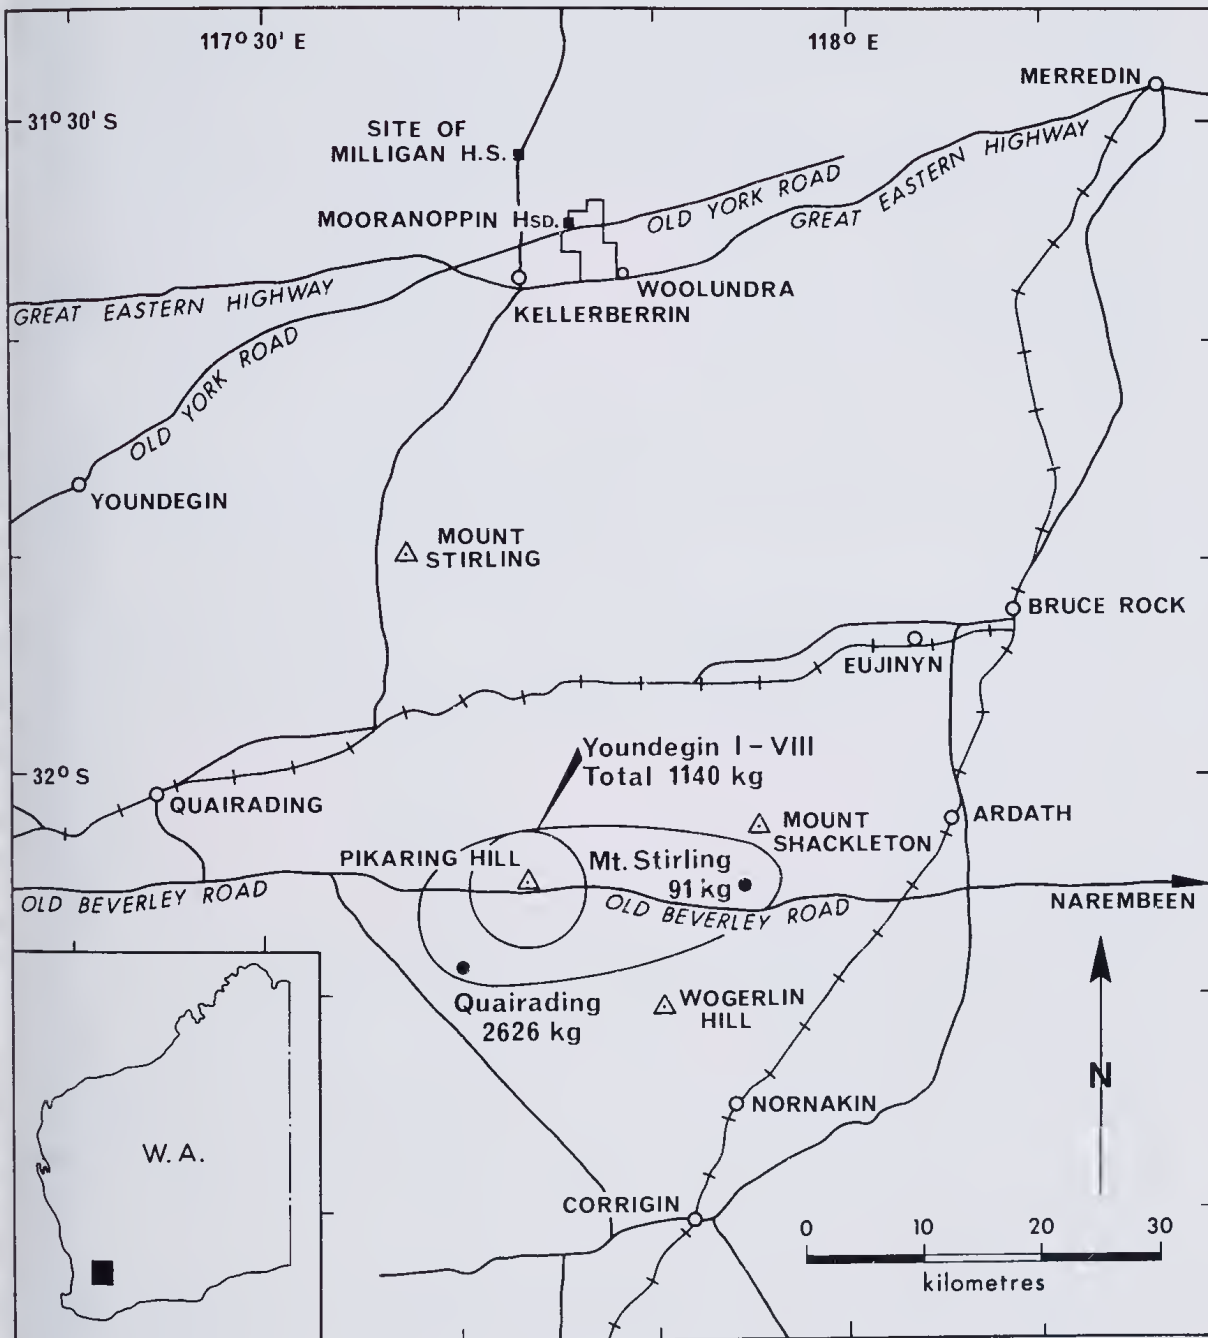 117° 30' E
118° E
MERREDIN
31° 30' S
SITE OF
MILLIGAN H.S.
GREAT EASTERN HIGHWAY
OLD YORK ROAD
MOORANOPPIN HSD.
WOOLUNDRA
GREAT EASTERN HIGHWAY
KELLERBERRIN
OLD YORK ROAD
YOUNDEGIN
MOUNT
STIRLING
BRUCE ROCK
EUJINYN
Youndegin I - VIII
Total 1140 kg
32° S
QUAIRADING
MOUNT
SHACKLETON
ARDATH
PIKARING HILL
Mt. Stirling
91 kg
OLD BEVERLEY ROAD
OLD BEVERLEY ROAD
NAREMBEEN
Quairading
2626 kg
WOGERLIN
HILL
N
NORNAKIN
W. A.
CORRIGIN
0 10 20 30
kilometres